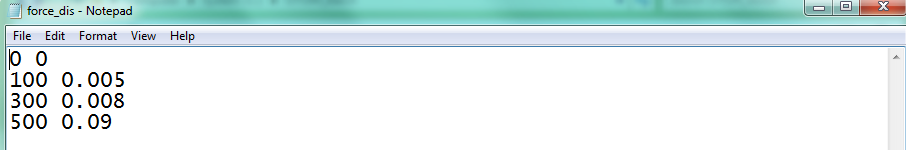 force_dis - Notepad
File Edit Format View Help
0 0
100 0.005
300 0.008
500 0.09